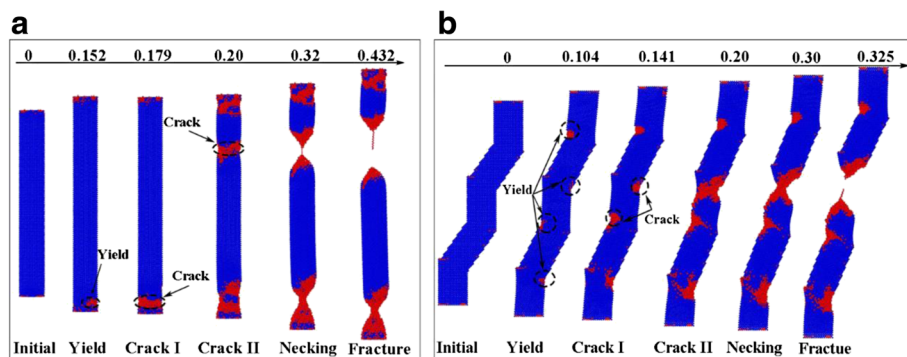 a
0 0.152 0.179 0.20 0.32 0.432
Crack
Yield
Crack
Initial Yield Crack I Crack II Necking Fracture
b
0 0.104 0.141 0.20 0.30 0.325
Yield
Crack
Initial Yield Crack I Crack II Necking Fractue